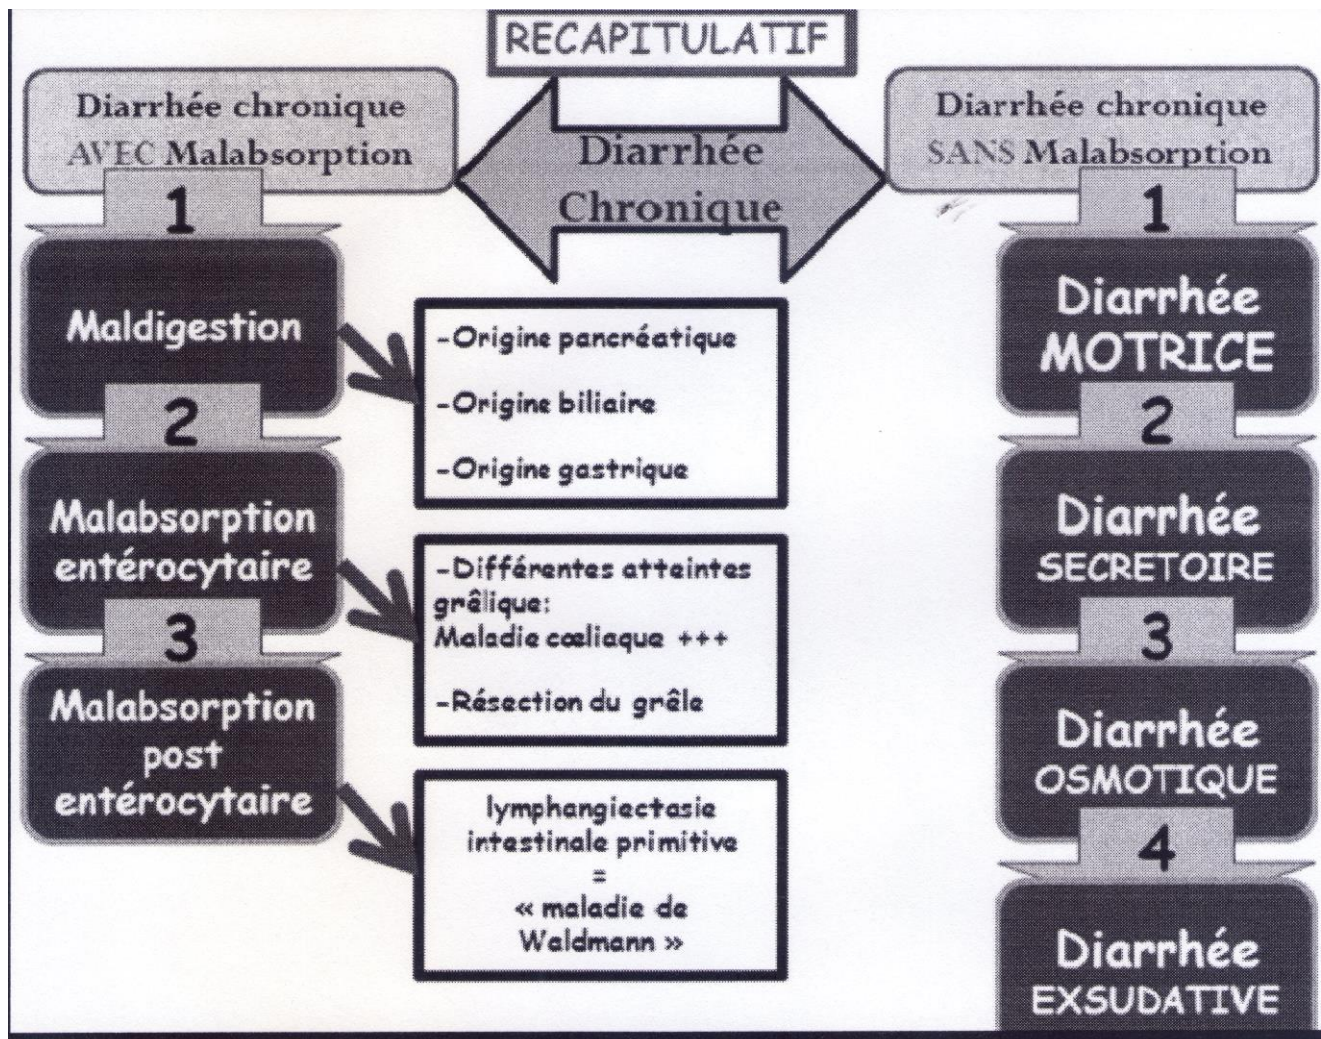 RECAPITULATIF
Diarrhée
Chronique
Diarrhée chronique
AVEC Malabsorption
1
Maldigestion
-Origine pancréatique
-Origine biliaire
-Origine gastrique
2
Malabsorption
entérocytaire
-Différentes atteintes
grêlique:
Maladie cœliaque +++
-Résection du grêle
3
Malabsorption
post
entérocytaire
lymphangiectasie
intestinale primitive
=
« maladie de
Waldmann »
Diarrhée chronique
SANS Malabsorption
1
Diarrhée
MOTRICE
2
Diarrhée
SECRETOIRE
3
Diarrhée
OSMOTIQUE
4
Diarrhée
EXSUDATIVE